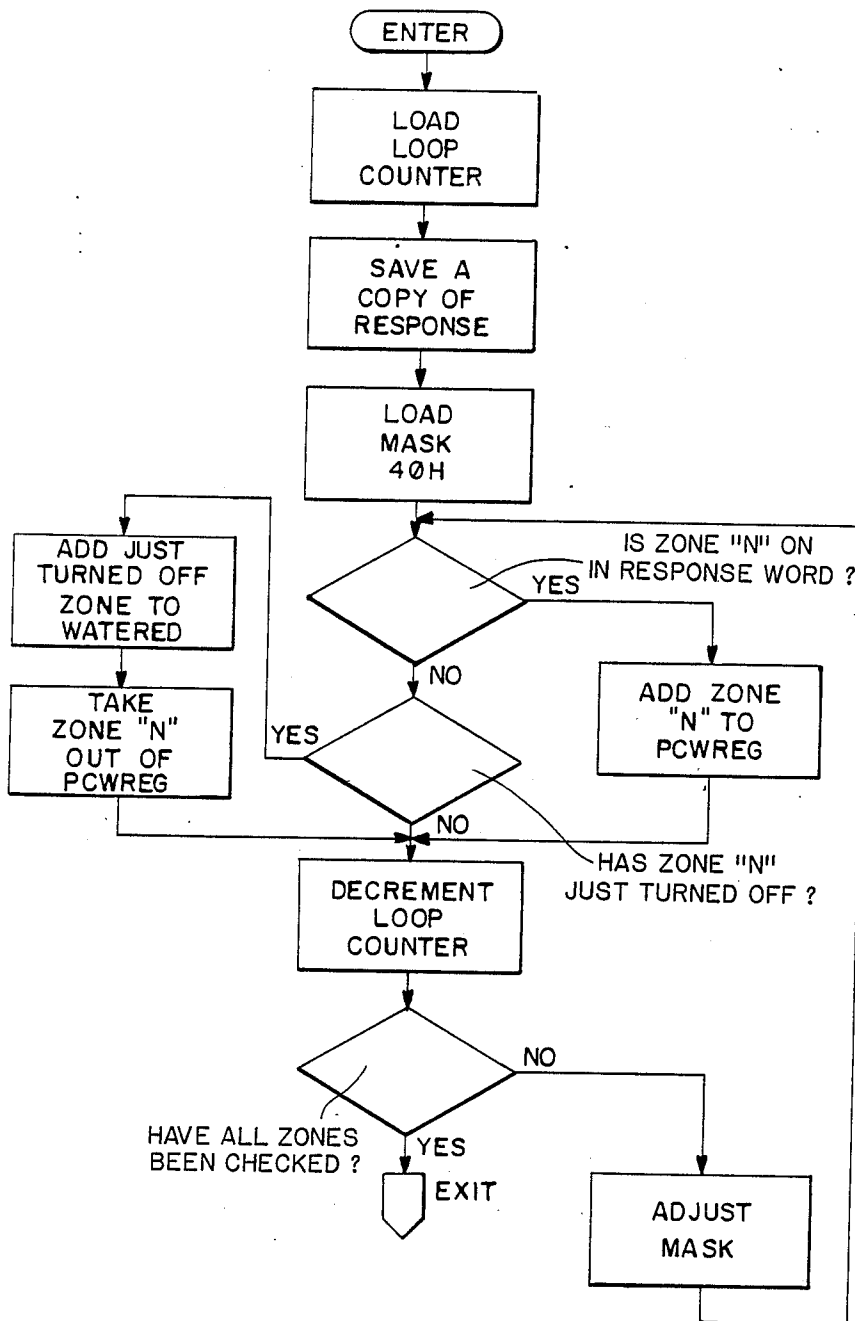 ENTER
LOAD
LOOP
COUNTER
SAVE A
COPY OF
RESPONSE
LOAD
MASK
40H
ADD JUST
TURNED OFF
ZONE TO
WATERED
IS ZONE "N" ON
IN RESPONSE WORD ?
YES
NO
TAKE
ZONE "N"
OUT OF
PCWREG
YES
ADD ZONE
"N" TO
PCWREG
NO
HAS ZONE "N"
JUST TURNED OFF ?
DECREMENT
LOOP
COUNTER
NO
HAVE ALL ZONES
BEEN CHECKED ?
YES
EXIT
ADJUST
MASK